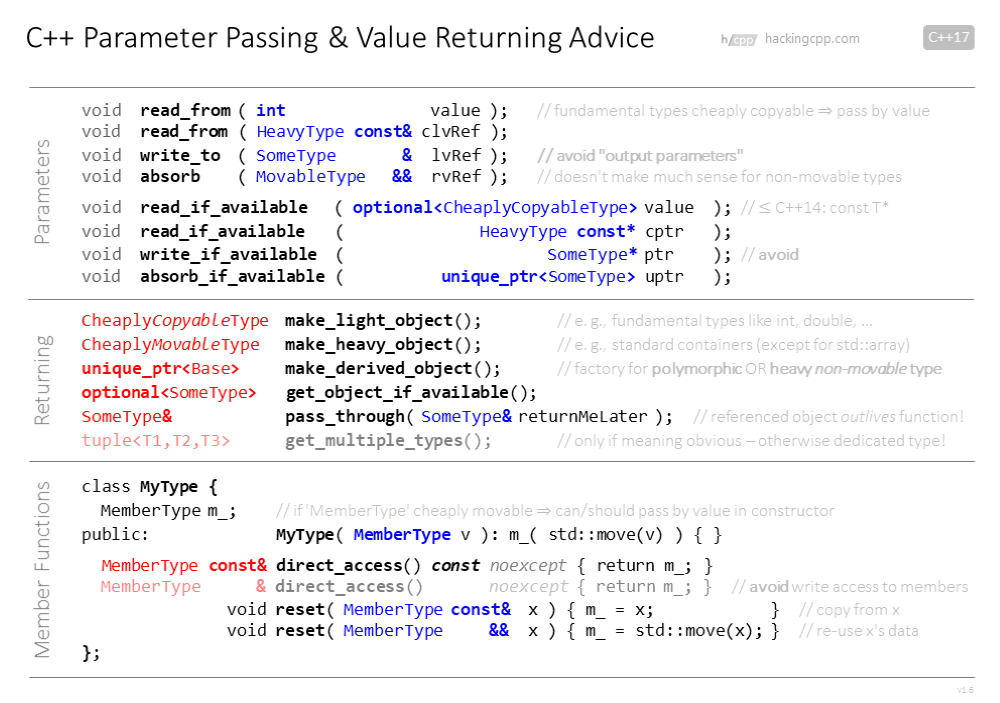 C++ Parameter Passing & Value Returning Advice
h/cpp hackingcpp.com
C++17
Parameters
void read_from ( int value ); // fundamental types cheaply copyable ⇒ pass by value
void read_from ( HeavyType const& clvRef );
void write_to ( SomeType & lvRef ); // avoid "output parameters"
void absorb ( MovableType && rvRef ); // doesn't make much sense for non-movable types
void read_if_available ( optional<CheaplyCopyableType> value ); // ≤ C++14: const T*
void read_if_available ( HeavyType const* cptr );
void write_if_available ( SomeType* ptr ); // avoid
void absorb_if_available ( unique_ptr<SomeType> uptr );
Returning
CheaplyCopyableType make_light_object(); // e. g., fundamental types like int, double, ...
CheaplyMovableType make_heavy_object(); // e. g., standard containers (except for std::array)
unique_ptr<Base> make_derived_object(); // factory for polymorphic OR heavy non-movable type
optional<SomeType> get_object_if_available();
SomeType& pass_through( SomeType& returnMeLater ); // referenced object outlives function!
tuple<T1,T2,T3> get_multiple_types(); // only if meaning obvious – otherwise dedicated type!
Member Functions
class MyType {
MemberType m_; // if 'MemberType' cheaply movable ⇒ can/should pass by value in constructor
public: MyType( MemberType v ): m_( std::move(v) ) { }
MemberType const& direct_access() const noexcept { return m_; }
MemberType & direct_access() noexcept { return m_; } // avoid write access to members
void reset( MemberType const& x ) { m_ = x; } // copy from x
void reset( MemberType && x ) { m_ = std::move(x); } // re-use x's data
};